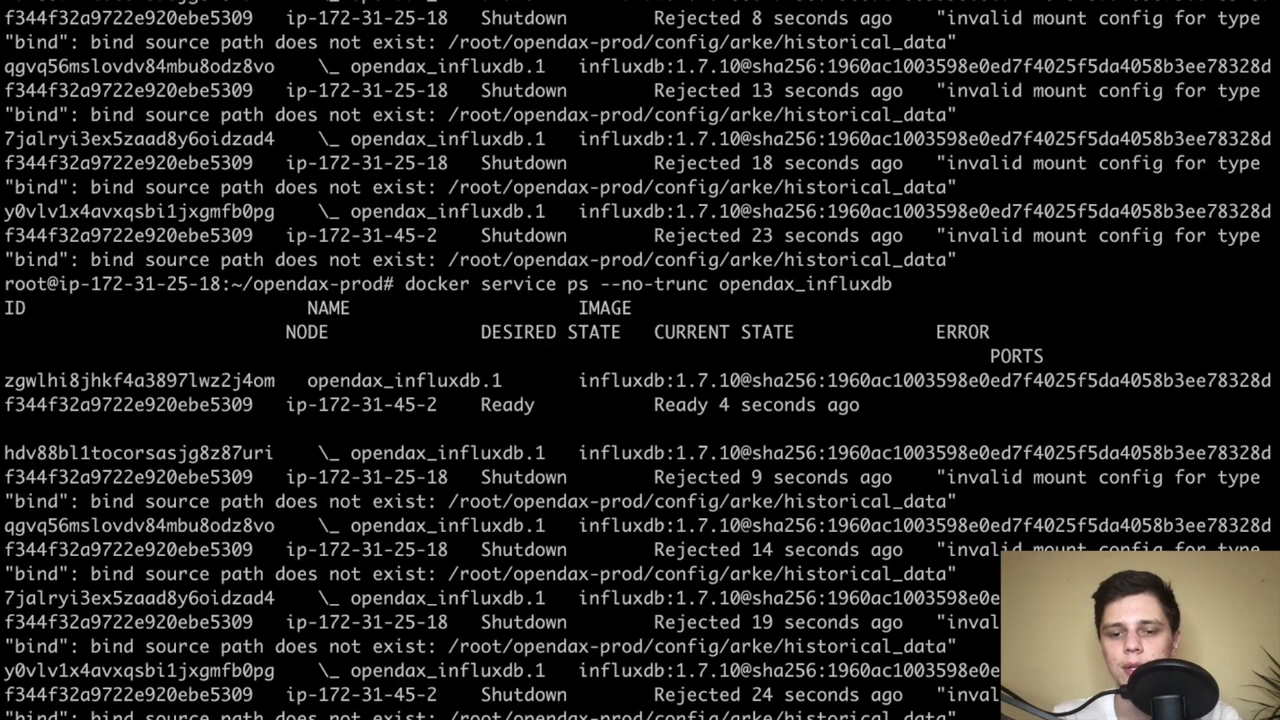 f344f32a9722e920ebe5309 ip-172-31-25-18 Shutdown Rejected 8 seconds ago "invalid mount config for type
"bind": bind source path does not exist: /root/opendax-prod/config/arke/historical_data"
qgvq56mslovdv84mbu8odz8vo \_ opendax_influxdb.1 influxdb:1.7.10@sha256:1960ac1003598e0ed7f4025f5da4058b3ee78328d
f344f32a9722e920ebe5309 ip-172-31-25-18 Shutdown Rejected 13 seconds ago "invalid mount config for type
"bind": bind source path does not exist: /root/opendax-prod/config/arke/historical_data"
7jalryi3ex5zaad8y6oidzad4 \_ opendax_influxdb.1 influxdb:1.7.10@sha256:1960ac1003598e0ed7f4025f5da4058b3ee78328d
f344f32a9722e920ebe5309 ip-172-31-25-18 Shutdown Rejected 18 seconds ago "invalid mount config for type
"bind": bind source path does not exist: /root/opendax-prod/config/arke/historical_data"
y0vlv1x4avxqsbi1jxgmfb0pg \_ opendax_influxdb.1 influxdb:1.7.10@sha256:1960ac1003598e0ed7f4025f5da4058b3ee78328d
f344f32a9722e920ebe5309 ip-172-31-45-2 Shutdown Rejected 23 seconds ago "invalid mount config for type
"bind": bind source path does not exist: /root/opendax-prod/config/arke/historical_data"
root@ip-172-31-25-18:~/opendax-prod# docker service ps --no-trunc opendax_influxdb
ID NAME IMAGE
NODE DESIRED STATE CURRENT STATE ERROR
PORTS
zgwlhi8jhkf4a3897lwz2j4om opendax_influxdb.1 influxdb:1.7.10@sha256:1960ac1003598e0ed7f4025f5da4058b3ee78328d
f344f32a9722e920ebe5309 ip-172-31-45-2 Ready Ready 4 seconds ago
hdv88bl1tocorsasjg8z87uri \_ opendax_influxdb.1 influxdb:1.7.10@sha256:1960ac1003598e0ed7f4025f5da4058b3ee78328d
f344f32a9722e920ebe5309 ip-172-31-25-18 Shutdown Rejected 9 seconds ago "invalid mount config for type
"bind": bind source path does not exist: /root/opendax-prod/config/arke/historical_data"
qgvq56mslovdv84mbu8odz8vo \_ opendax_influxdb.1 influxdb:1.7.10@sha256:1960ac1003598e0ed7f4025f5da4058b3ee78328d
f344f32a9722e920ebe5309 ip-172-31-25-18 Shutdown Rejected 14 seconds ago "invalid mount config for type
"bind": bind source path does not exist: /root/opendax-prod/config/arke/historical_data"
7jalryi3ex5zaad8y6oidzad4 \_ opendax_influxdb.1 influxdb:1.7.10@sha256:1960ac1003598e0
f344f32a9722e920ebe5309 ip-172-31-25-18 Shutdown Rejected 19 seconds ago "inval
"bind": bind source path does not exist: /root/opendax-prod/config/arke/historical_data"
y0vlv1x4avxqsbi1jxgmfb0pg \_ opendax_influxdb.1 influxdb:1.7.10@sha256:1960ac1003598e0
f344f32a9722e920ebe5309 ip-172-31-45-2 Shutdown Rejected 24 seconds ago "inval
"bind": bind source path does not exist: /root/opendax-prod/config/arke/historical_data"